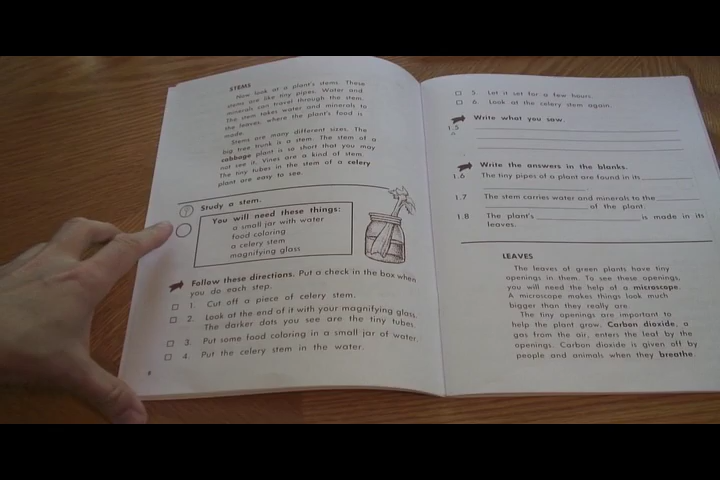 STEMS
Now look at a plant's stems. These
stems are like tiny pipes. Water and
minerals can travel through the stem.
The stem takes water and minerals to
the leaves, where the plant's food is
made.
Stems are many different sizes. The
big tree trunk is a stem. The stem of a
cabbage plant is so short that you may
not see it. Vines are a kind of stem.
The tiny tubes in the stem of a celery
plant are easy to see.
Study a stem.
You will need these things:
a small jar with water
food coloring
a celery stem
magnifying glass
Follow these directions. Put a check in the box when
you do each step.
1. Cut off a piece of celery stem.
2. Look at the end of it with your magnifying glass.
The darker dots you see are the tiny tubes.
3. Put some food coloring in a small jar of water.
4. Put the celery stem in the water.
5. Let it set for a few hours.
6. Look at the celery stem again.
Write what you saw.
1.5
Write the answers in the blanks.
1.6 The tiny pipes of a plant are found in its
.
1.7 The stem carries water and minerals to the
of the plant.
1.8 The plant's is made in its
leaves.
LEAVES
The leaves of green plants have tiny
openings in them. To see these openings,
you will need the help of a microscope.
A microscope makes things look much
bigger than they really are.
The tiny openings are important to
help the plant grow. Carbon dioxide, a
gas from the air, enters the leaf by the
openings. Carbon dioxide is given off by
people and animals when they breathe.